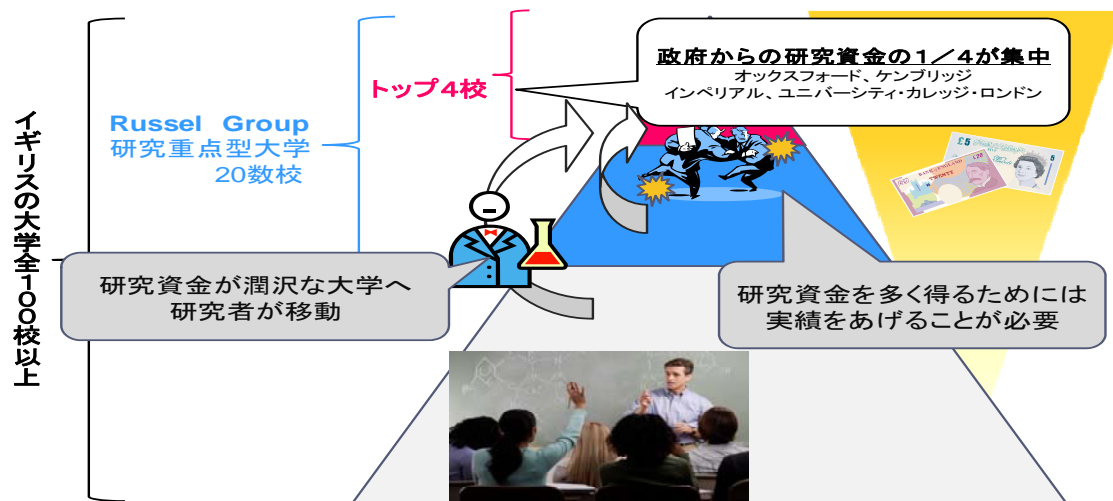 イギリスの大学全１００校以上
Russel Group
研究重点型大学
20数校
トップ４校
政府からの研究資金の１／４が集中
オックスフォード、ケンブリッジ
インペリアル、ユニバーシティ・カレッジ・ロンドン
研究資金が潤沢な大学へ
研究者が移動
研究資金を多く得るためには
実績をあげることが必要
£5